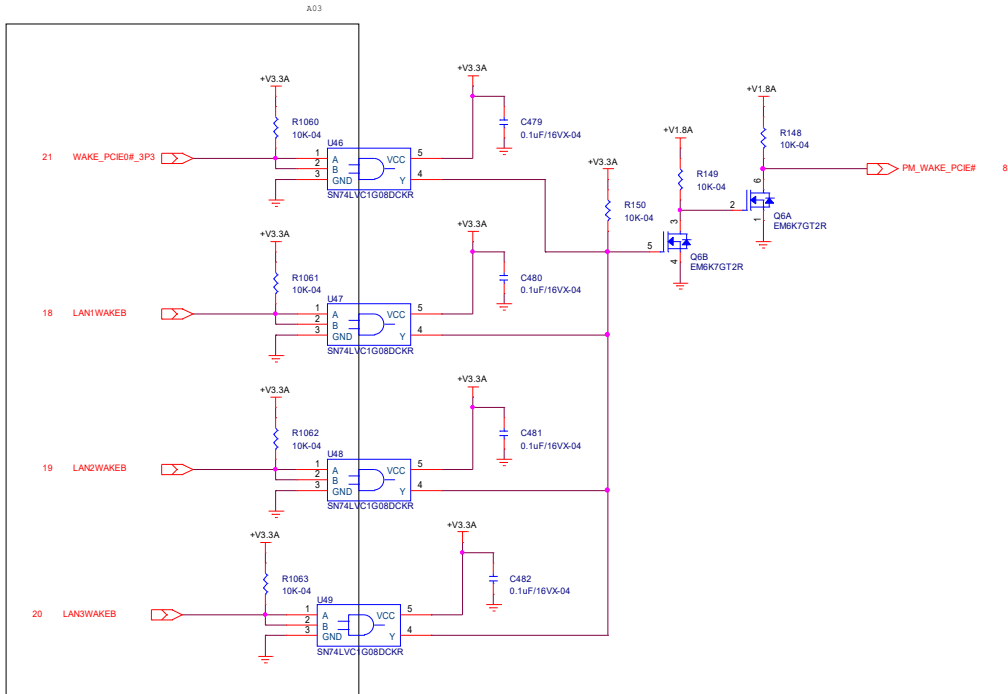 A03
+V3.3A
R1060
10K-04
21 WAKE_PCIE0#_3P3
U46
1 A VCC 5
2 B
3 GND Y 4
SN74LVC1G08DCKR
+V3.3A
C479
0.1uF/16VX-04
+V3.3A
R1061
10K-04
18 LAN1WAKEB
U47
1 A VCC 5
2 B
3 GND Y 4
SN74LVC1G08DCKR
+V3.3A
C480
0.1uF/16VX-04
+V3.3A
R1062
10K-04
19 LAN2WAKEB
U48
1 A VCC 5
2 B
3 GND Y 4
SN74LVC1G08DCKR
+V3.3A
C481
0.1uF/16VX-04
+V3.3A
R1063
10K-04
20 LAN3WAKEB
U49
1 A VCC 5
2 B
3 GND Y 4
SN74LVC1G08DCKR
+V3.3A
C482
0.1uF/16VX-04
+V3.3A
R150
10K-04
+V1.8A
R149
10K-04
3
5
4
Q6B
EM6K7GT2R
+V1.8A
R148
10K-04
6
2
1
Q6A
EM6K7GT2R
PM_WAKE_PCIE# 8